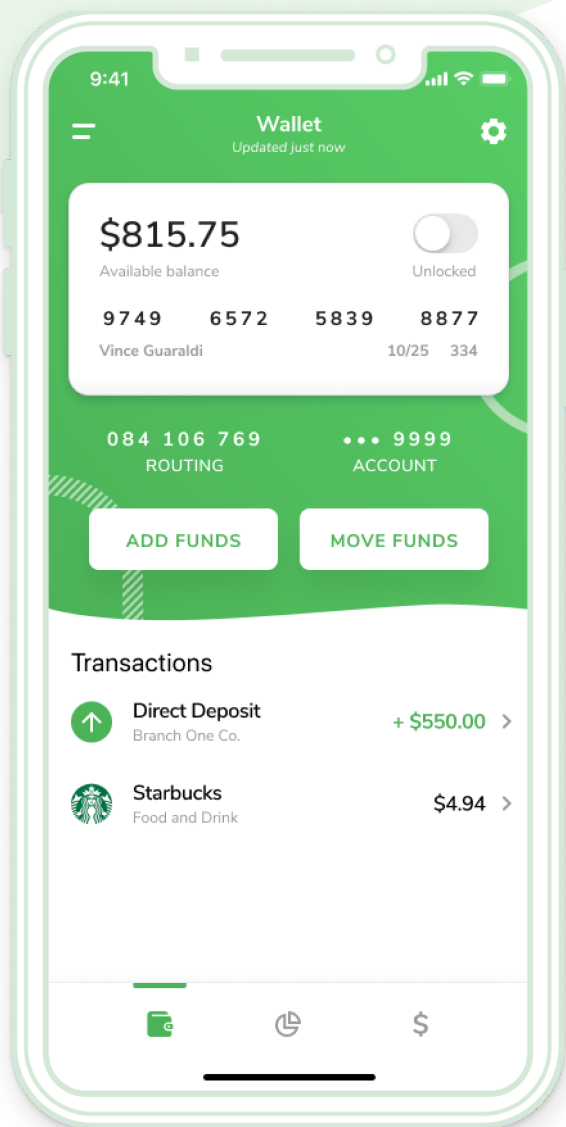 9:41
Wallet
Updated just now
$815.75
Available balance
Unlocked
9749 6572 5839 8877
Vince Guaraldi 10/25 334
084 106 769 ••• 9999
ROUTING ACCOUNT
ADD FUNDS MOVE FUNDS
Transactions
Direct Deposit
+ $550.00
Branch One Co.
Starbucks
$4.94
Food and Drink
$